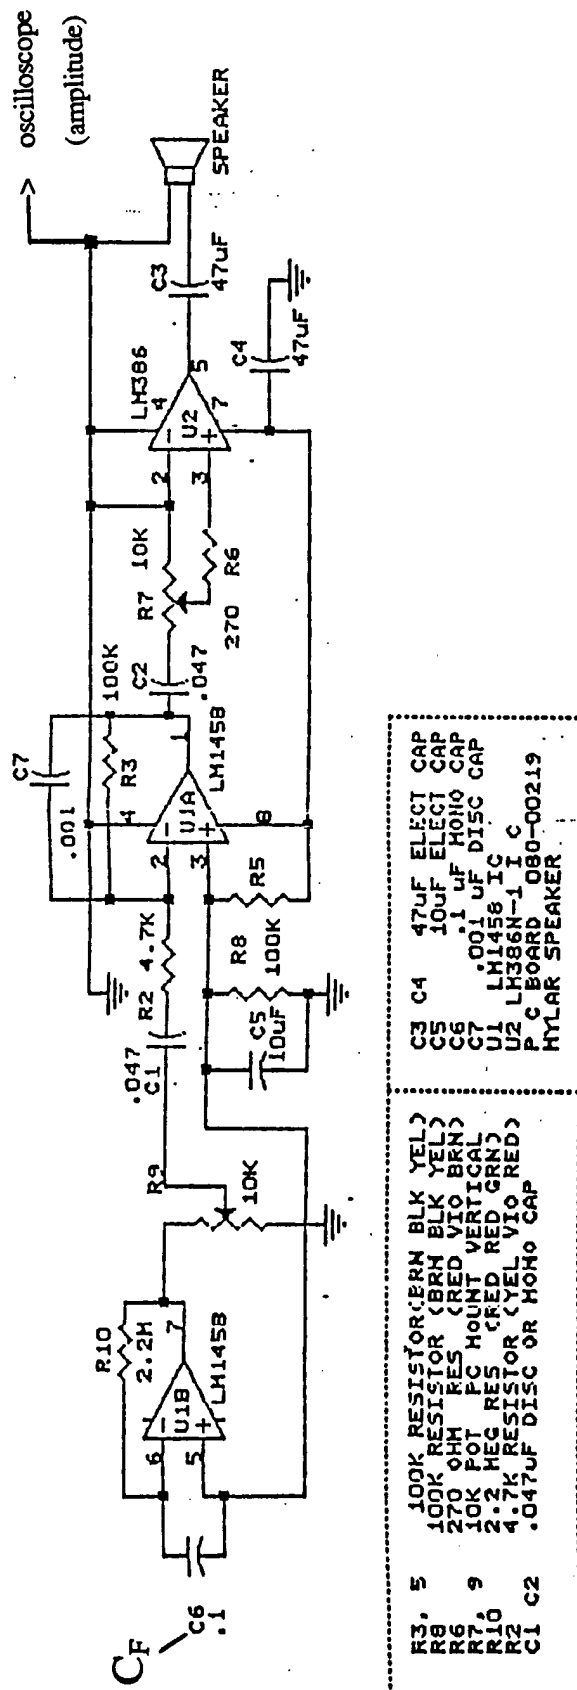 oscilloscope
(amplitude)
SPEAKER
C3
47uF
LM386
4
5
U2
7
2
3
C4
47uF
10K
R7
R6
270
C2
.047
100K
R3
C7
.001
1
LM1458
4
U1A
8
2
3
R5
100K
R8
4.7K
R2
C5
10uF
.047
C1
R9
10K
R10
2.2M
7
LM1458
U1B
6
5
C6
.1
CF
R3, 5 100K RESISTOR(BRN BLK YEL)
R8 100K RESISTOR (BRN BLK YEL)
R6 270 OHM RES (RED VIO BRN)
R7, 9 10K POT PC MOUNT VERTICAL
R10 2.2 MEG RES (RED RED GRN)
R2 4.7K RESISTOR (YEL VIO RED)
C1 C2 .047uF DISC OR MONO CAP
C3 C4 47uF ELECT CAP
C5 10uF ELECT CAP
C6 .1 uF MONO CAP
C7 .001 uF DISC CAP
U1 LM1458 IC
U2 LM386N-1 I C
P C BOARD 080-00219
MYLAR SPEAKER